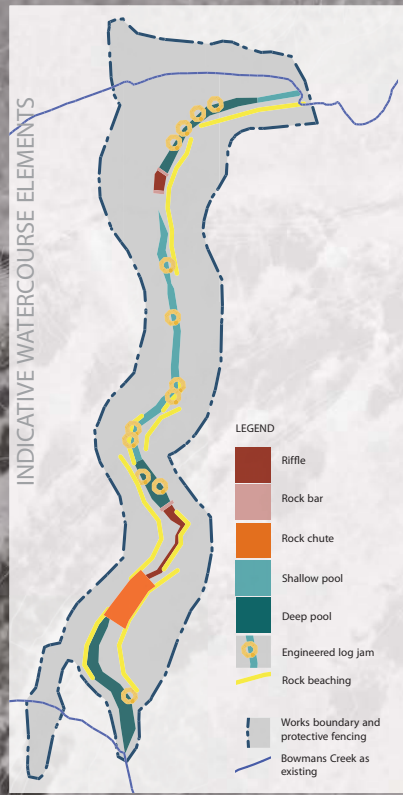 INDICATIVE WATERCOURSE ELEMENTS
LEGEND
Riffle
Rock bar
Rock chute
Shallow pool
Deep pool
Engineered log jam
Rock beaching
Works boundary and
protective fencing
Bowmans Creek as
existing